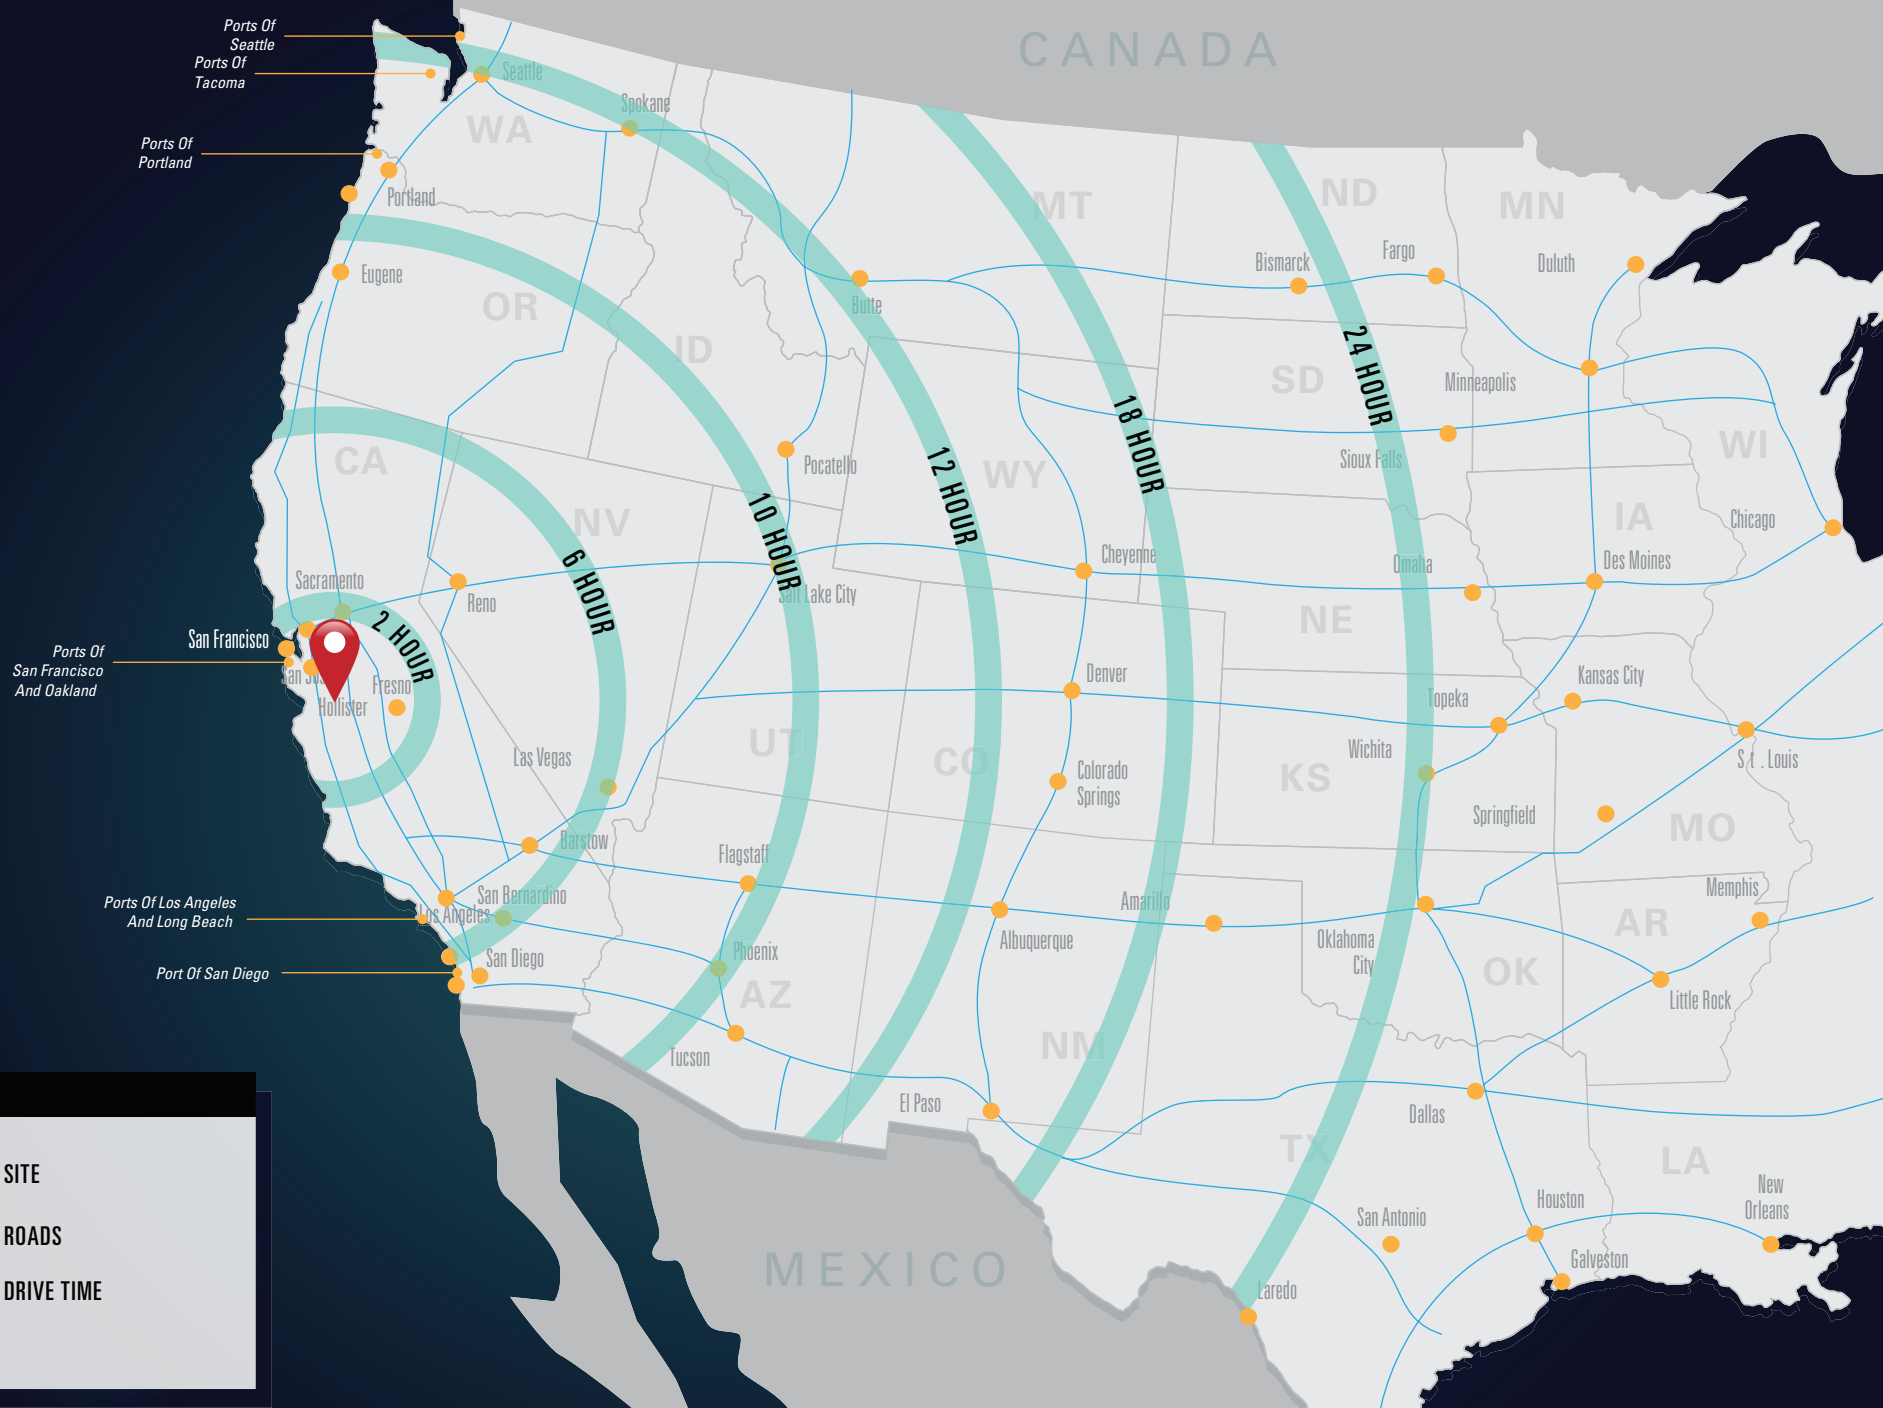 CANADA
Ports Of
Seattle
Ports Of
Tacoma
Seattle
Spokane
WA
Ports Of
Portland
Portland
MT
ND
MN
Bismarck
Fargo
Duluth
Eugene
OR
Butte
ID
24 HOUR
SD
Minneapolis
18 HOUR
12 HOUR
CA
Pocatello
WY
Sioux Falls
WI
10 HOUR
NV
IA
Chicago
6 HOUR
Cheyenne
Omaha
Des Moines
Sacramento
Reno
Salt Lake City
2 HOUR
NE
San Francisco
Ports Of
San Francisco
And Oakland
San Jos
Fresno
Hollister
Denver
Topeka
Kansas City
UT
Las Vegas
CO
Wichita
St. Louis
Colorado
Springs
KS
Springfield
MO
Barstow
Flagstaff
San Bernardino
Los Angeles
Ports Of Los Angeles
And Long Beach
Amarillo
Memphis
AR
Albuquerque
Oklahoma
City
San Diego
Port Of San Diego
Phoenix
AZ
OK
Little Rock
NM
Tucson
El Paso
Dallas
TX
LA
SITE
ROADS
DRIVE TIME
New
Orleans
Houston
San Antonio
Galveston
MEXICO
Laredo